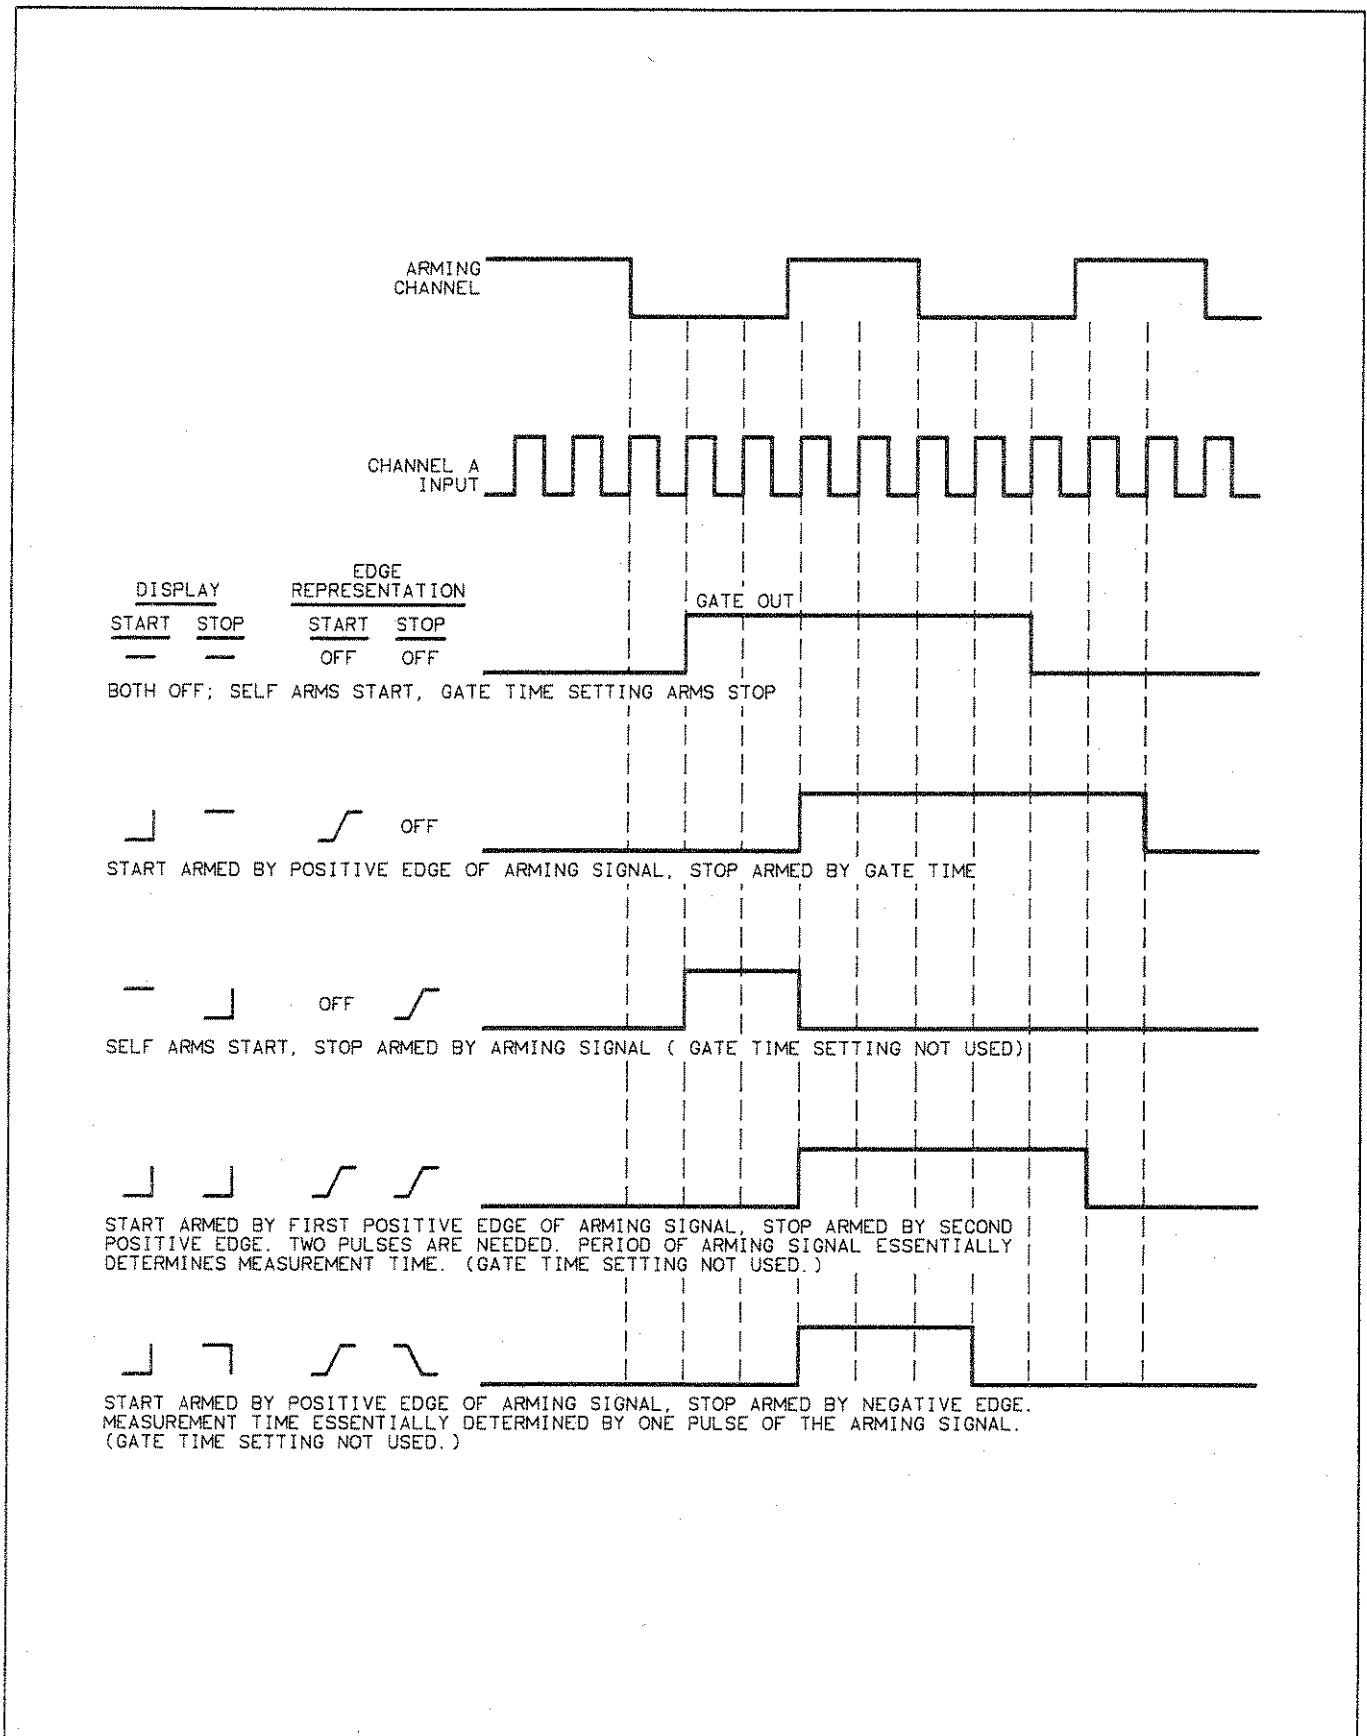 ARMING
CHANNEL
CHANNEL A
INPUT
DISPLAY
EDGE
REPRESENTATION
GATE OUT
START STOP START STOP
OFF OFF
BOTH OFF; SELF ARMS START, GATE TIME SETTING ARMS STOP
OFF
START ARMED BY POSITIVE EDGE OF ARMING SIGNAL, STOP ARMED BY GATE TIME
OFF
SELF ARMS START, STOP ARMED BY ARMING SIGNAL ( GATE TIME SETTING NOT USED)
START ARMED BY FIRST POSITIVE EDGE OF ARMING SIGNAL, STOP ARMED BY SECOND
POSITIVE EDGE. TWO PULSES ARE NEEDED. PERIOD OF ARMING SIGNAL ESSENTIALLY
DETERMINES MEASUREMENT TIME. (GATE TIME SETTING NOT USED.)
START ARMED BY POSITIVE EDGE OF ARMING SIGNAL, STOP ARMED BY NEGATIVE EDGE.
MEASUREMENT TIME ESSENTIALLY DETERMINED BY ONE PULSE OF THE ARMING SIGNAL.
(GATE TIME SETTING NOT USED.)